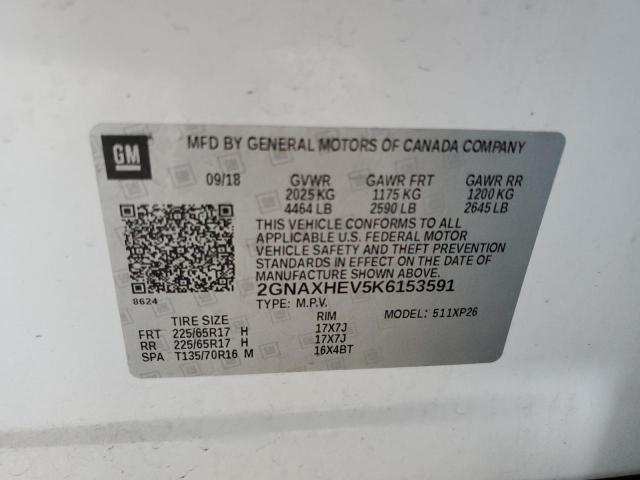 GM
MFD BY GENERAL MOTORS OF CANADA COMPANY
09/18 GVWR GAWR FRT GAWR RR
2025 KG 1175 KG 1200 KG
4464 LB 2590 LB 2645 LB
THIS VEHICLE CONFORMS TO ALL
APPLICABLE U.S. FEDERAL MOTOR
VEHICLE SAFETY AND THEFT PREVENTION
STANDARDS IN EFFECT ON THE DATE OF
MANUFACTURE SHOWN ABOVE.
8624
2GNAXHEV5K6153591
TYPE: M.P.V. MODEL: 511XP26
TIRE SIZE RIM
FRT 225/65R17 H 17X7J
RR 225/65R17 H 17X7J
SPA T135/70R16 M 16X4BT